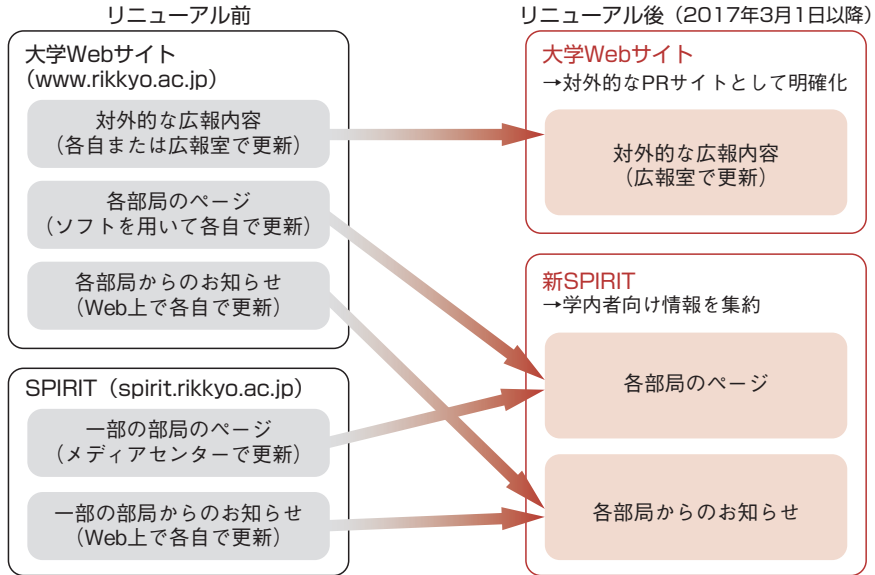 リニューアル前
大学Webサイト
(www.rikkyo.ac.jp)
対外的な広報内容
(各自または広報室で更新)
各部局のページ
(ソフトを用いて各自で更新)
各部局からのお知らせ
(Web上で各自で更新)
SPIRIT(spirit.rikkyo.ac.jp)
一部の部局のページ
(メディアセンターで更新)
一部の部局からのお知らせ
(Web上で各自で更新)
リニューアル後(2017年3月1日以降)
大学Webサイト
→対外的なPRサイトとして明確化
対外的な広報内容
(広報室で更新)
新SPIRIT
→学内者向け情報を集約
各部局のページ
各部局からのお知らせ